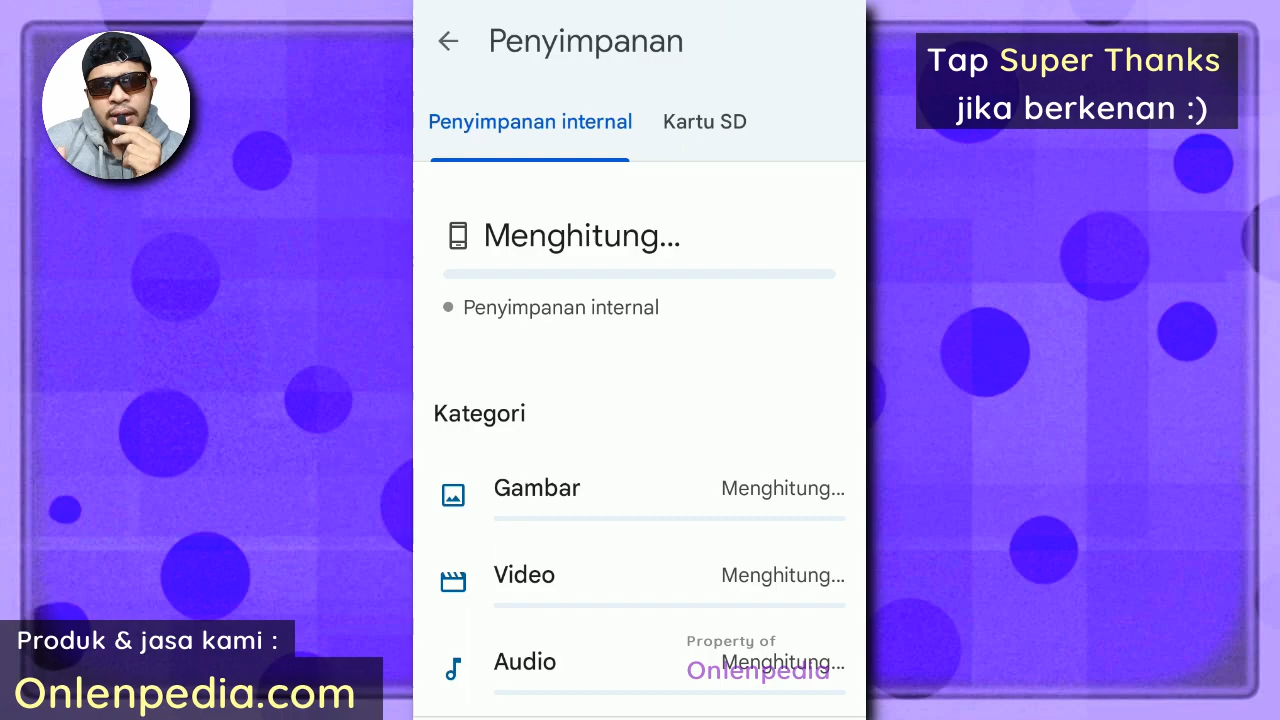 Penyimpanan
Tap Super Thanks
jika berkenan :)
Penyimpanan internal
Kartu SD
Menghitung...
Penyimpanan internal
Kategori
Gambar
Menghitung...
Video
Menghitung...
Audio
Menghitung...
Property of
Onlenpedia
Produk & jasa kami :
Onlenpedia.com